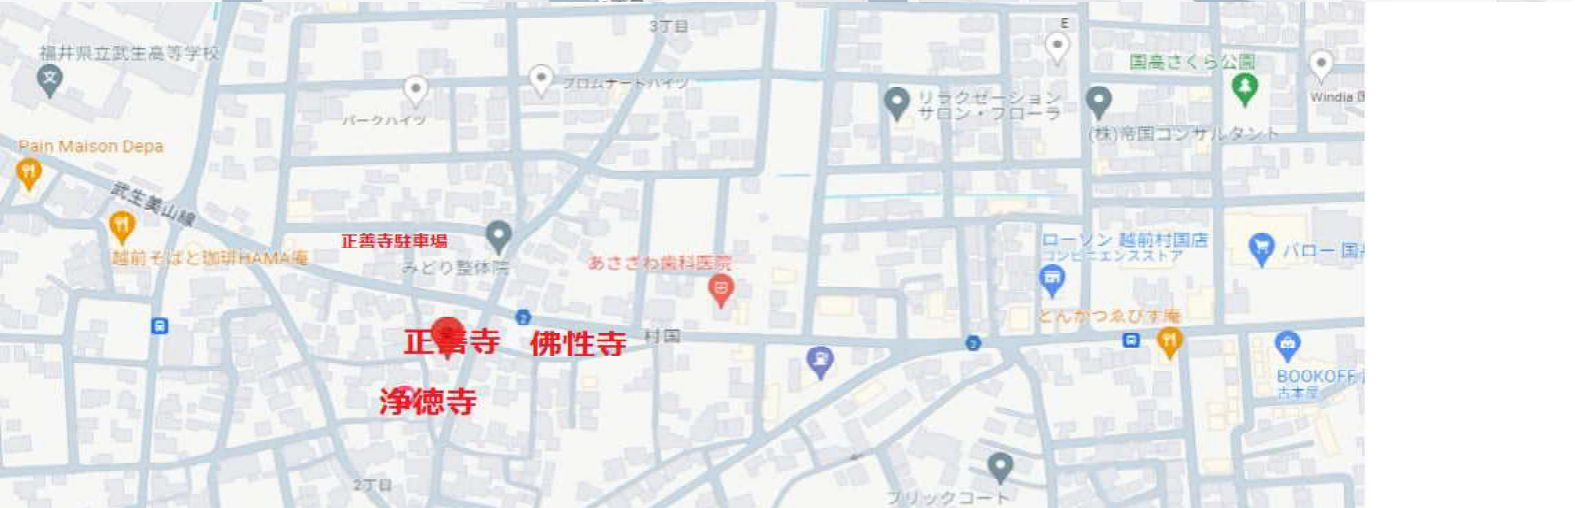 3丁目
E
福井県立武生高等学校
国高さくら公園
プロムナードハイツ
リラクゼーション
サロン・フローラ
Windia
パークハイツ
(株)帝国コンサルタント
Pain Maison Depa
武生美山線
正善寺駐車場
ローソン 越前村国店
コンビニエンスストア
バロー 国高
越前そばと珈琲HAMA庵
みどり整体院
あさざわ歯科医院
とんかつゑびす庵
2
正善寺
佛性寺
村国
2
BOOKOFF
古本屋
浄徳寺
2丁目
ブリックコート